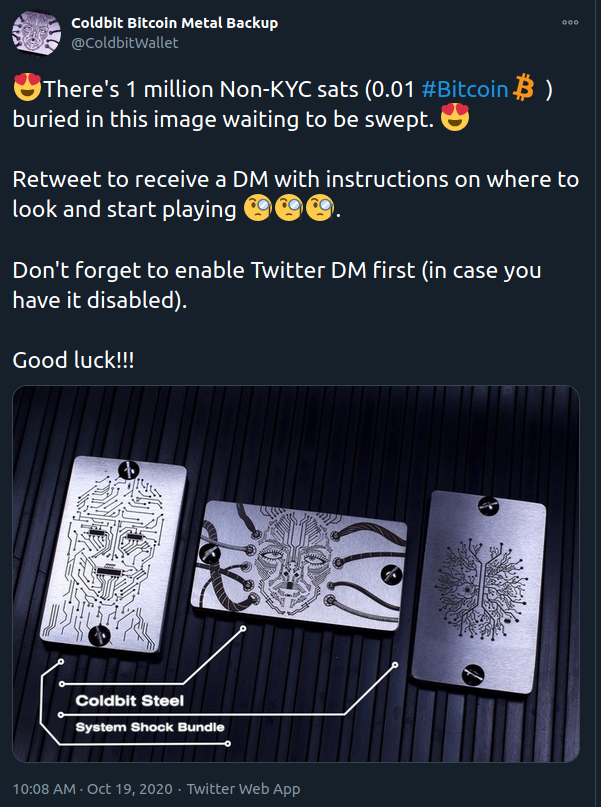 Coldbit Bitcoin Metal Backup
@ColdbitWallet
😍There's 1 million Non-KYC sats (0.01 #Bitcoin )
buried in this image waiting to be swept. 😍
Retweet to receive a DM with instructions on where to
look and start playing 🧐🧐🧐.
Don't forget to enable Twitter DM first (in case you
have it disabled).
Good luck!!!
Coldbit Steel
System Shock Bundle
10:08 AM · Oct 19, 2020 · Twitter Web App